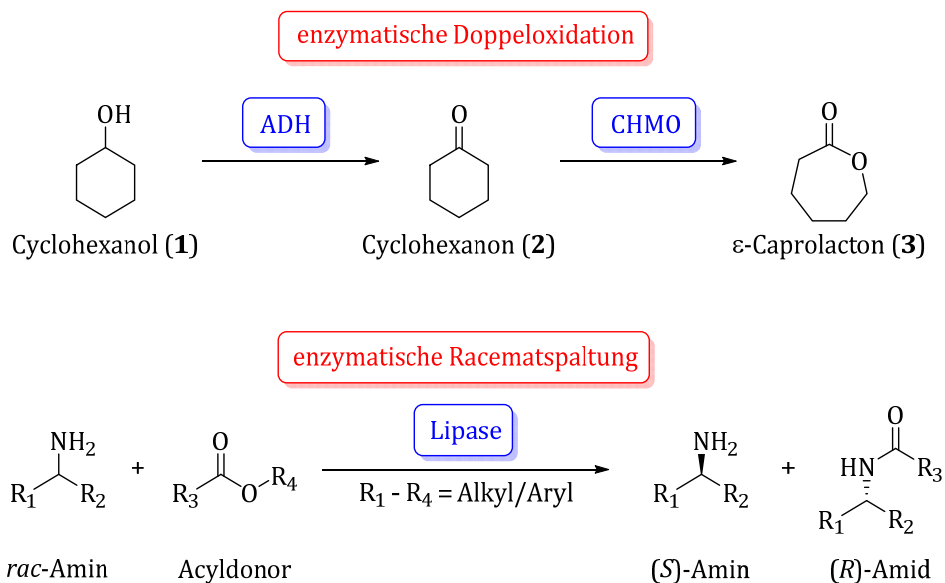 enzymatische Doppeloxidation
OH
O
O
O
ADH
CHMO
Cyclohexanol (1)
Cyclohexanon (2)
ε-Caprolacton (3)
enzymatische Racematspaltung
NH2
R1
R2
+
O
R3
O
R4
Lipase
R1 - R4 = Alkyl/Aryl
NH2
R1
R2
+
O
HN
R3
R1
R2
rac-Amin
Acyldonor
(S)-Amin
(R)-Amid